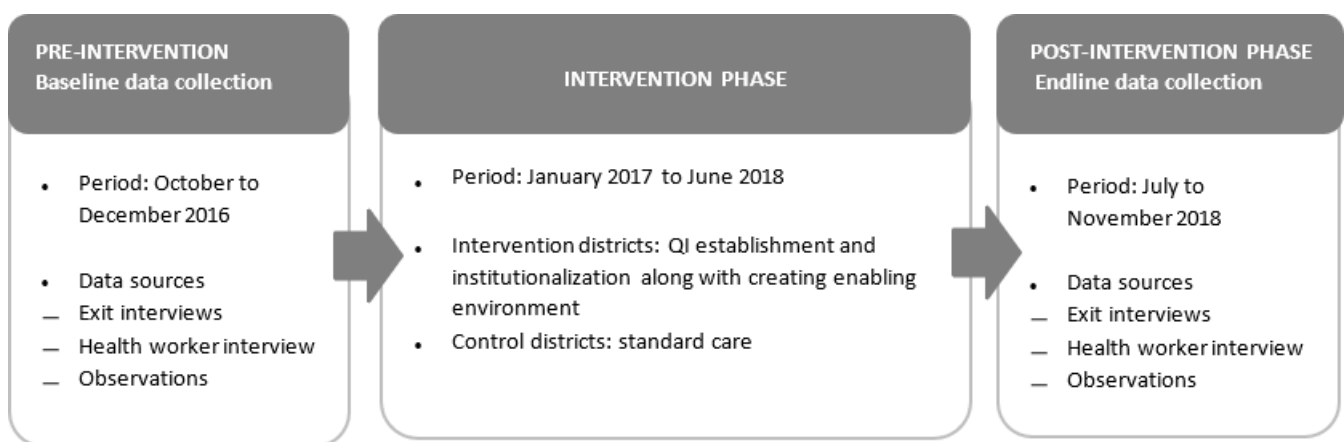 PRE-INTERVENTION
Baseline data collection
• Period: October to
December 2016
• Data sources
— Exit interviews
— Health worker interview
— Observations
INTERVENTION PHASE
• Period: January 2017 to June 2018
• Intervention districts: QI establishment and
institutionalization along with creating enabling
environment
• Control districts: standard care
POST-INTERVENTION PHASE
Endline data collection
• Period: July to
November 2018
• Data sources
— Exit interviews
— Health worker interview
— Observations